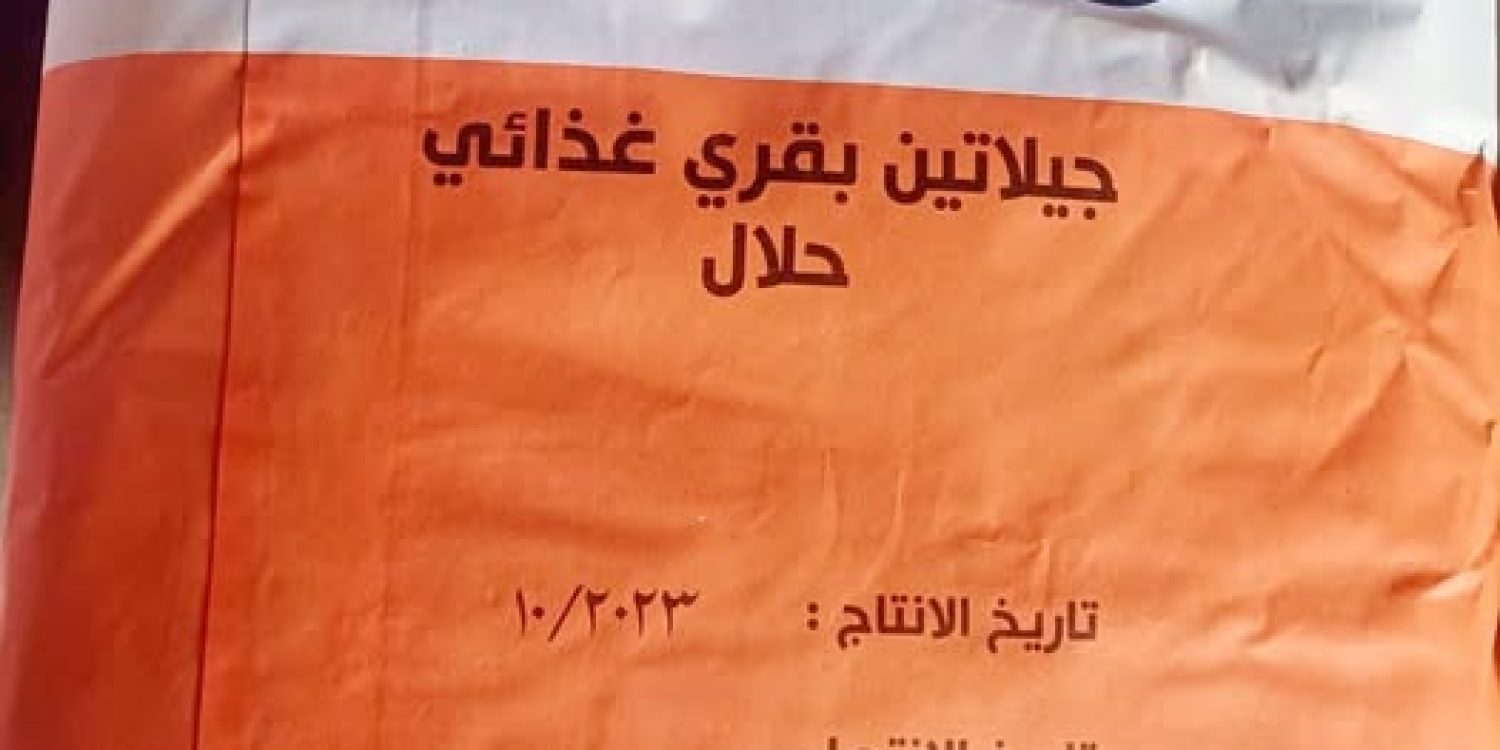 جيلاتين بقري غذائي
حلال
تاريخ الانتاج : ١٠/٢٠٢٣